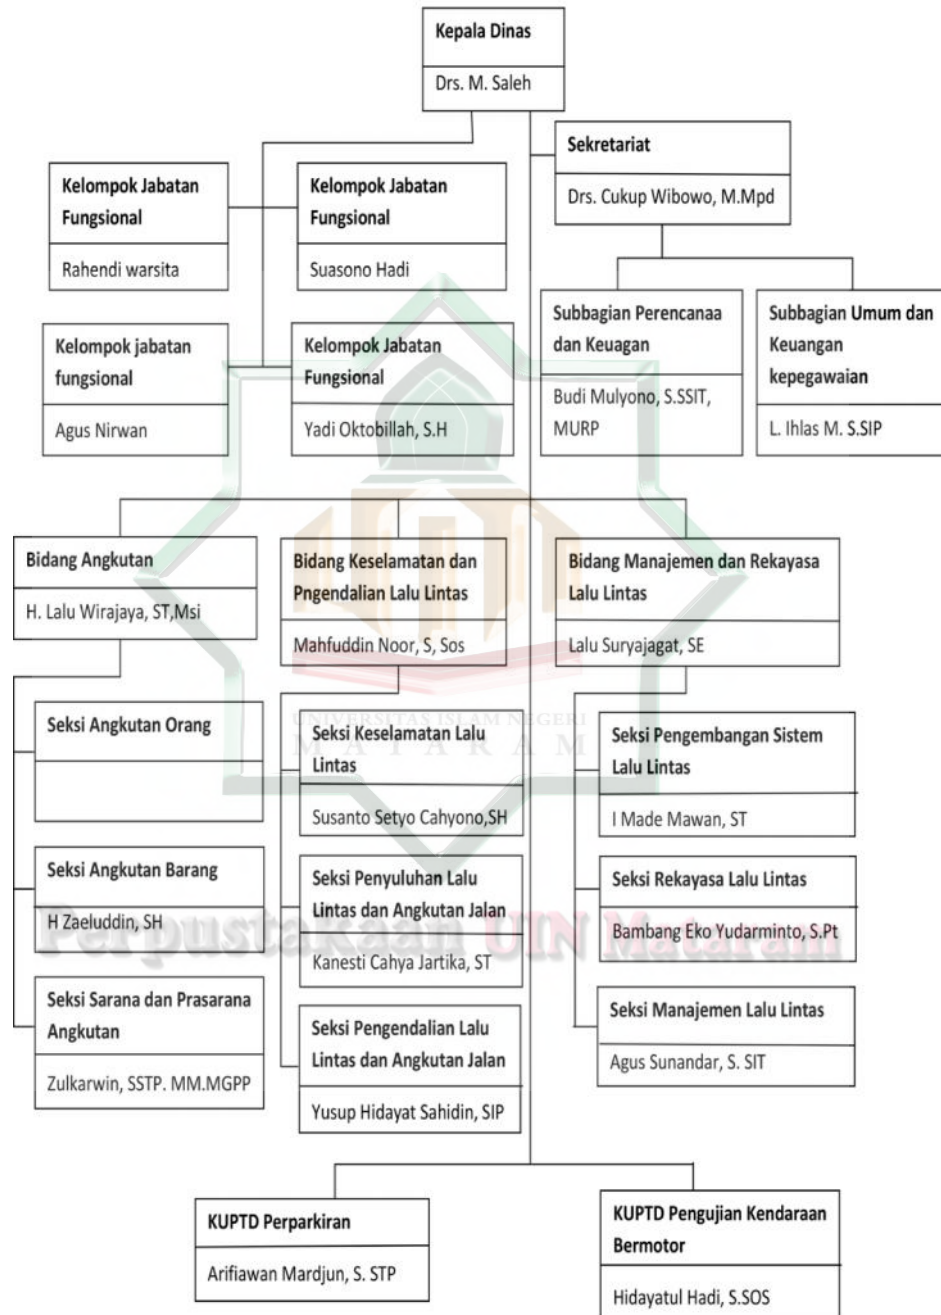 Kepala Dinas
Drs. M. Saleh
Sekretariat
Drs. Cukup Wibowo, M.Mpd
Kelompok Jabatan
Fungsional
Rahendi warsita
Kelompok Jabatan
Fungsional
Suasono Hadi
Kelompok jabatan
fungsional
Agus Nirwan
Kelompok Jabatan
Fungsional
Yadi Oktobillah, S.H
Subbagian Perencanaa
dan Keuagan
Budi Mulyono, S.SSIT,
MURP
Subbagian Umum dan
Keuangan
kepegawaian
L. Ihlas M. S.SIP
Bidang Angkutan
H. Lalu Wirajaya, ST,Msi
Bidang Keselamatan dan
Pngendalian Lalu Lintas
Mahfuddin Noor, S, Sos
Bidang Manajemen dan Rekayasa
Lalu Lintas
Lalu Suryajagat, SE
Seksi Angkutan Orang
Seksi Angkutan Barang
H Zaeluddin, SH
Seksi Sarana dan Prasarana
Angkutan
Zulkarwin, SSTP. MM.MGPP
Seksi Keselamatan Lalu
Lintas
Susanto Setyo Cahyono,SH
Seksi Penyuluhan Lalu
Lintas dan Angkutan Jalan
Kanesti Cahya Jartika, ST
Seksi Pengendalian Lalu
Lintas dan Angkutan Jalan
Yusup Hidayat Sahidin, SIP
Seksi Pengembangan Sistem
Lalu Lintas
I Made Mawan, ST
Seksi Rekayasa Lalu Lintas
Bambang Eko Yudarminto, S.Pt
Seksi Manajemen Lalu Lintas
Agus Sunandar, S. SIT
KUPTD Perparkiran
Arifiawan Mardjun, S. STP
KUPTD Pengujian Kendaraan
Bermotor
Hidayatul Hadi, S.SOS
UNIVERSITAS ISLAM NEGERI
MATARAM
Perpustakaan UIN Mataram